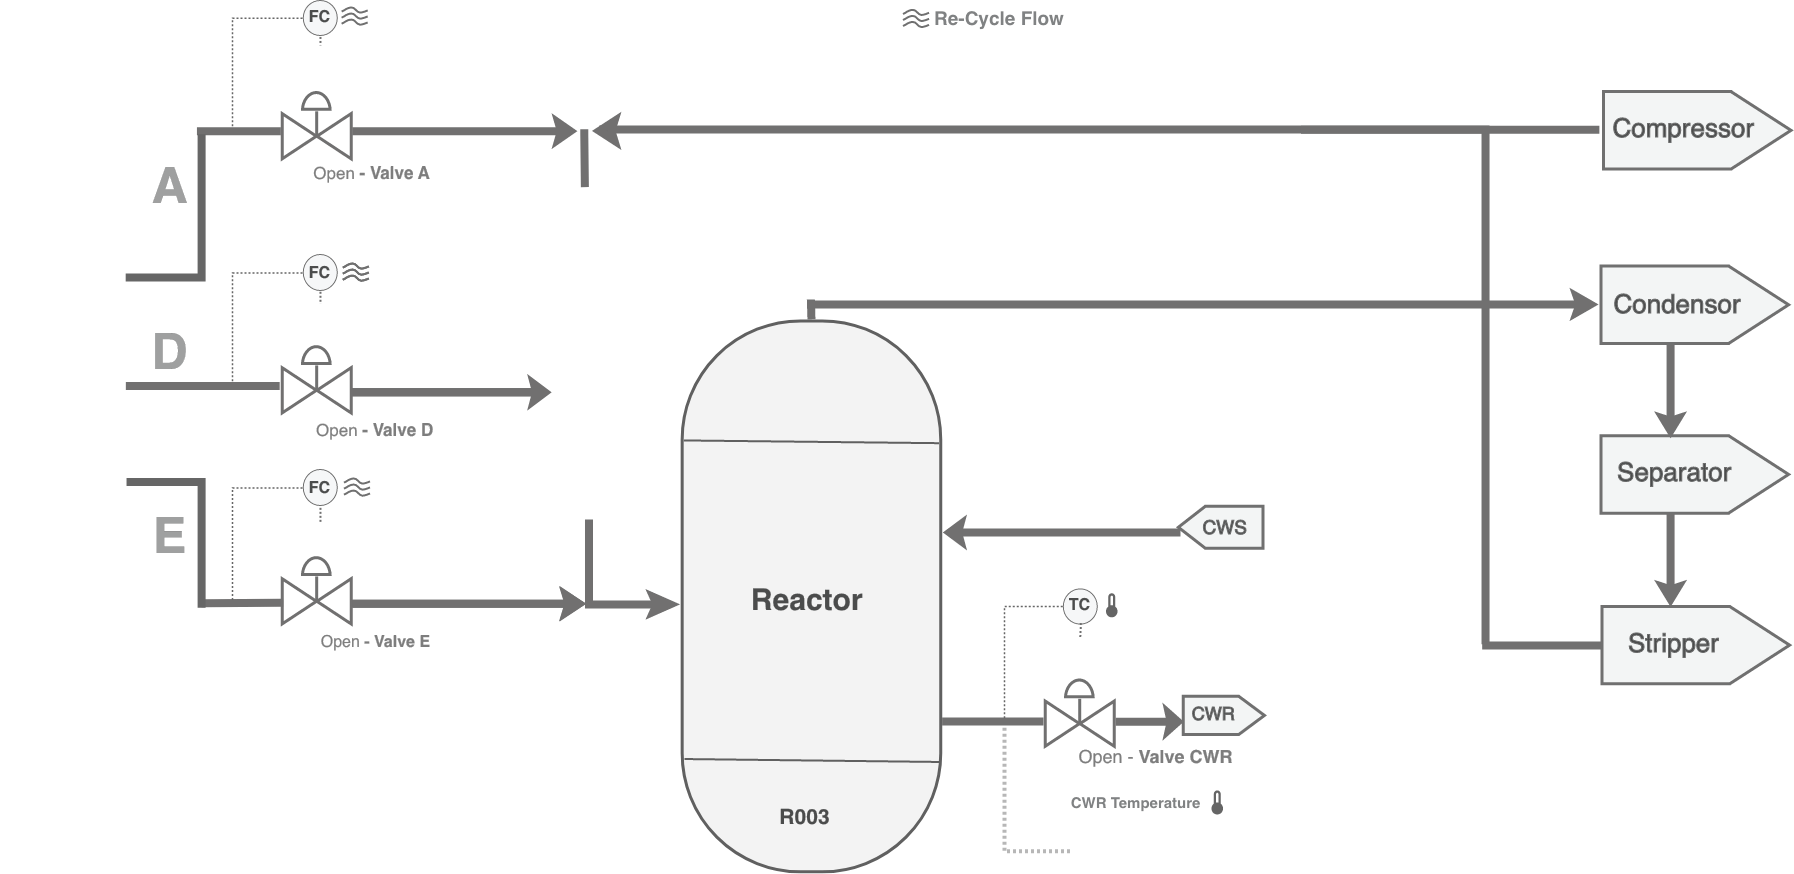 FC
Re-Cycle Flow
Compressor
Open - Valve A
A
FC
Condensor
D
Open - Valve D
Separator
FC
E
CWS
Reactor
TC
Open - Valve E
Stripper
CWR
Open - Valve CWR
CWR Temperature
R003